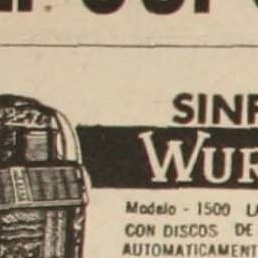 SINF
WUR
Modelo - 1500 LA
CON DISCOS DE
AUTOMATICAMENT